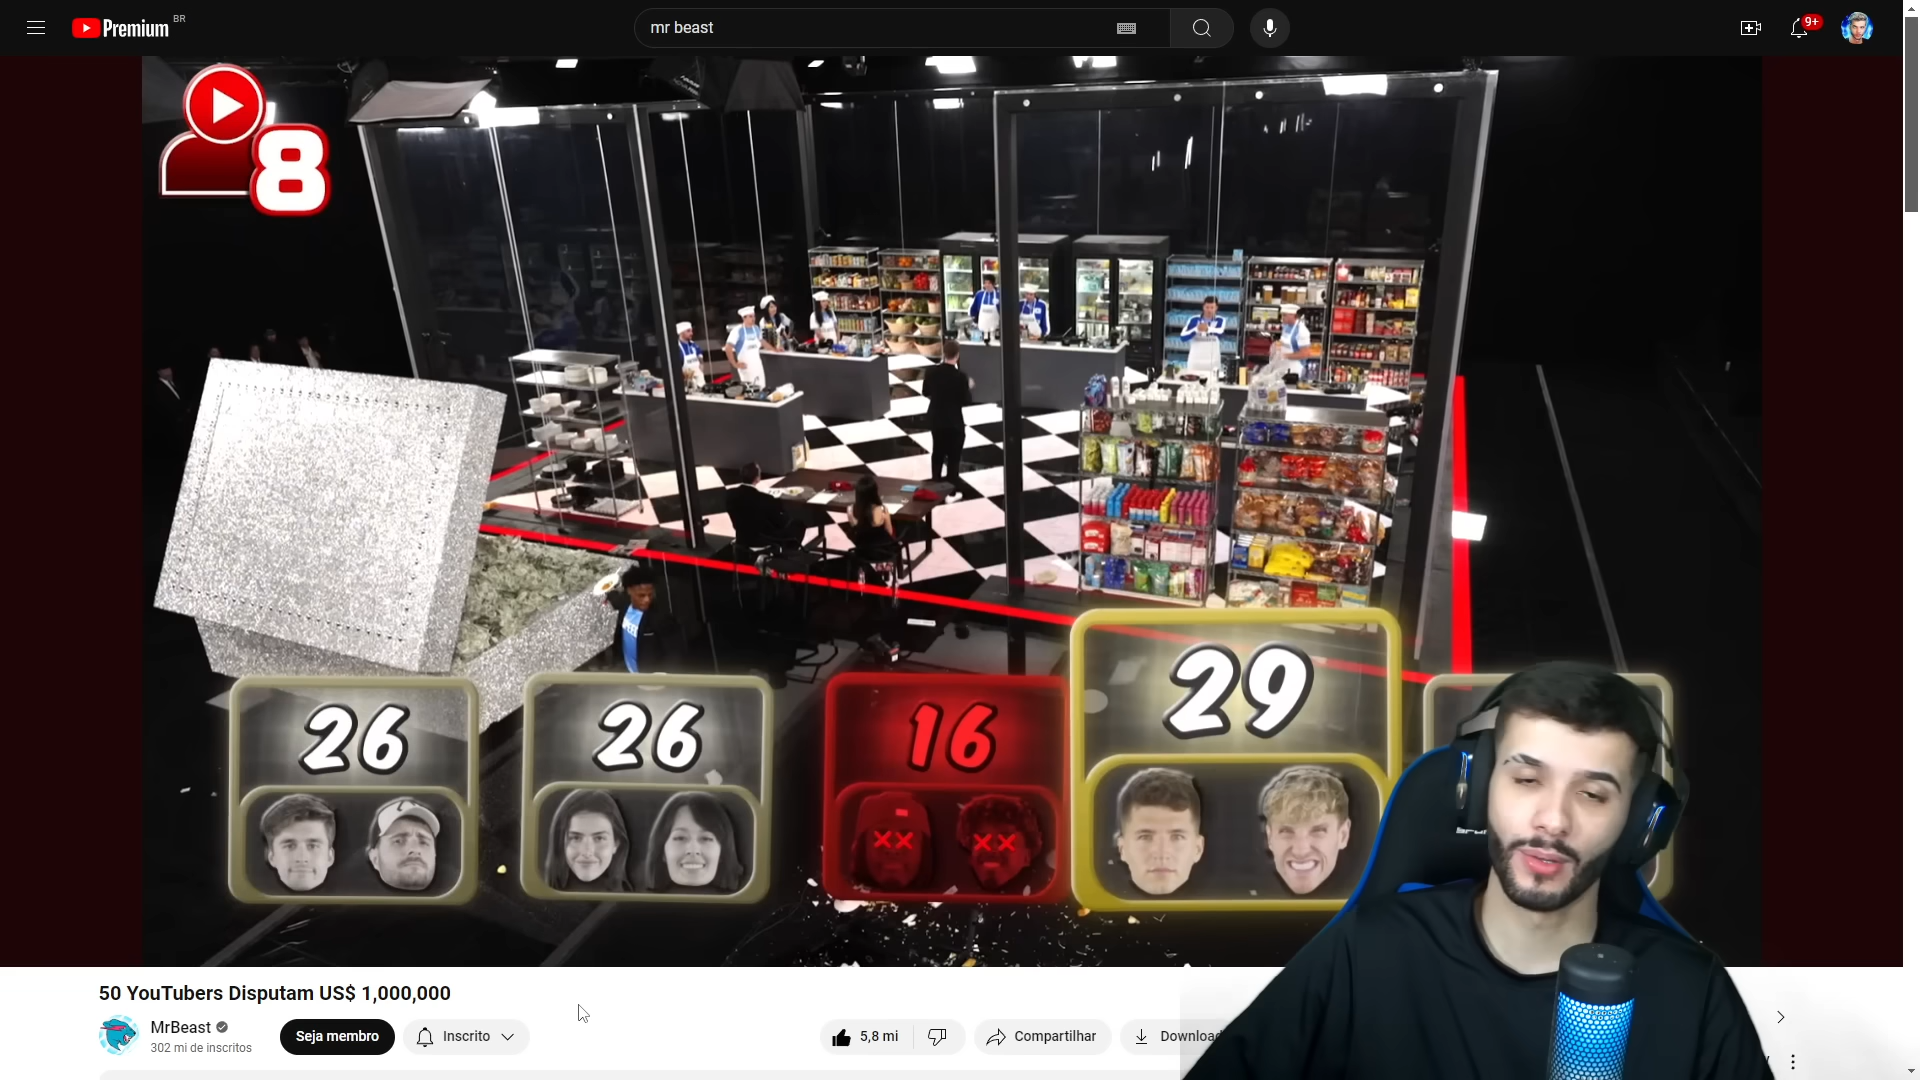 Premium BR
mr beast
9+
8
26
26
16
29
50 YouTubers Disputam US$ 1,000,000
MrBeast
302 mi de inscritos
Seja membro
Inscrito
5,8 mi
Compartilhar
Download